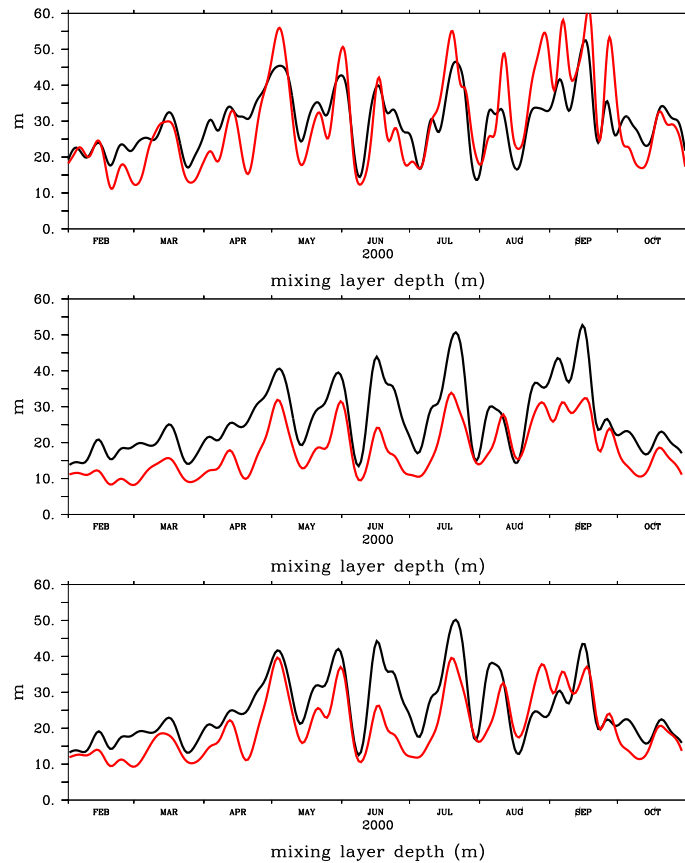 60.
50.
40.
30.
20.
10.
0.
m
FEB MAR APR MAY JUN JUL AUG SEP OCT
2000
mixing layer depth (m)
60.
50.
40.
30.
20.
10.
0.
m
FEB MAR APR MAY JUN JUL AUG SEP OCT
2000
mixing layer depth (m)
60.
50.
40.
30.
20.
10.
0.
m
FEB MAR APR MAY JUN JUL AUG SEP OCT
2000
mixing layer depth (m)